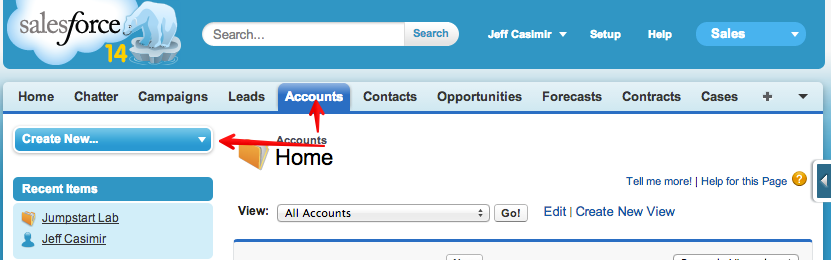 salesforce
14
Search...
Search
Jeff Casimir
Setup
Help
Sales
Home Chatter Campaigns Leads Accounts Contacts Opportunities Forecasts Contracts Cases +
Create New...
Accounts
Home
Tell me more! | Help for this Page ?
Recent Items
Jumpstart Lab
Jeff Casimir
View: All Accounts Go! Edit | Create New View